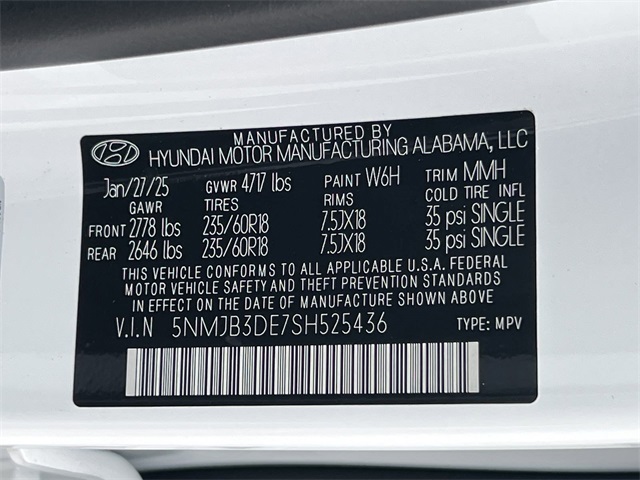 MANUFACTURED BY
HYUNDAI MOTOR MANUFACTURING ALABAMA, LLC
Jan/27/25 GVWR 4717 lbs PAINT W6H TRIM MMH
GAWR TIRES RIMS COLD TIRE INFL
FRONT 2778 lbs 235/60R18 7.5JX18 35 psi SINGLE
REAR 2646 lbs 235/60R18 7.5JX18 35 psi SINGLE
THIS VEHICLE CONFORMS TO ALL APPLICABLE U.S.A. FEDERAL
MOTOR VEHICLE SAFETY AND THEFT PREVENTION STANDARDS
IN EFFECT ON THE DATE OF MANUFACTURE SHOWN ABOVE
V.I.N 5NMJB3DE7SH525436 TYPE: MPV